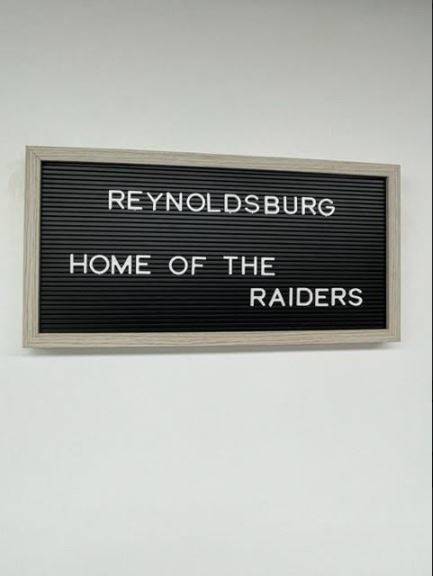 REYNOLDSBURG
HOME OF THE
RAIDERS